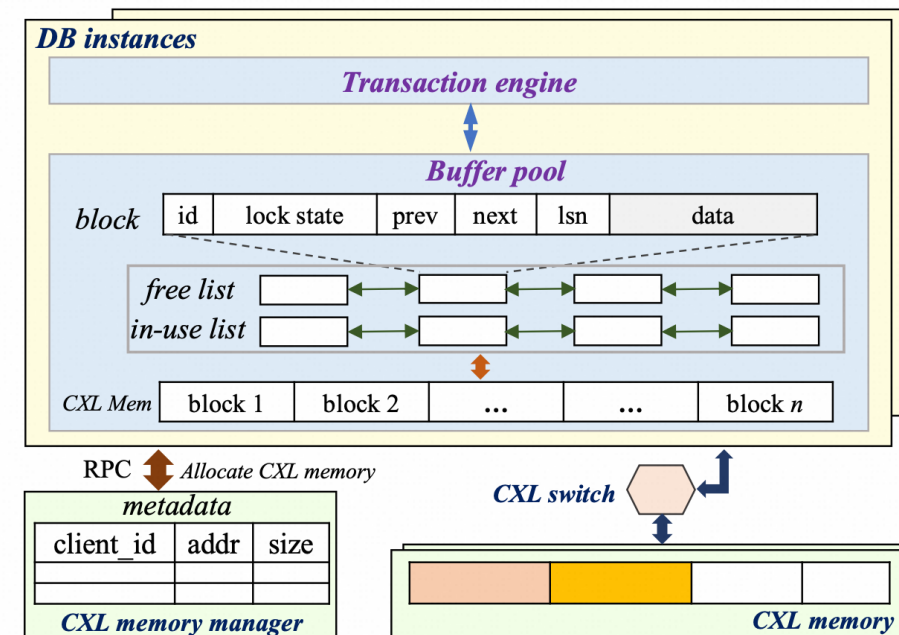 DB instances
Transaction engine
Buffer pool
block id lock state prev next lsn data
free list
in-use list
CXL Mem block 1 block 2 ... ... block n
RPC Allocate CXL memory
CXL switch
metadata
client_id addr size
CXL memory manager
CXL memory